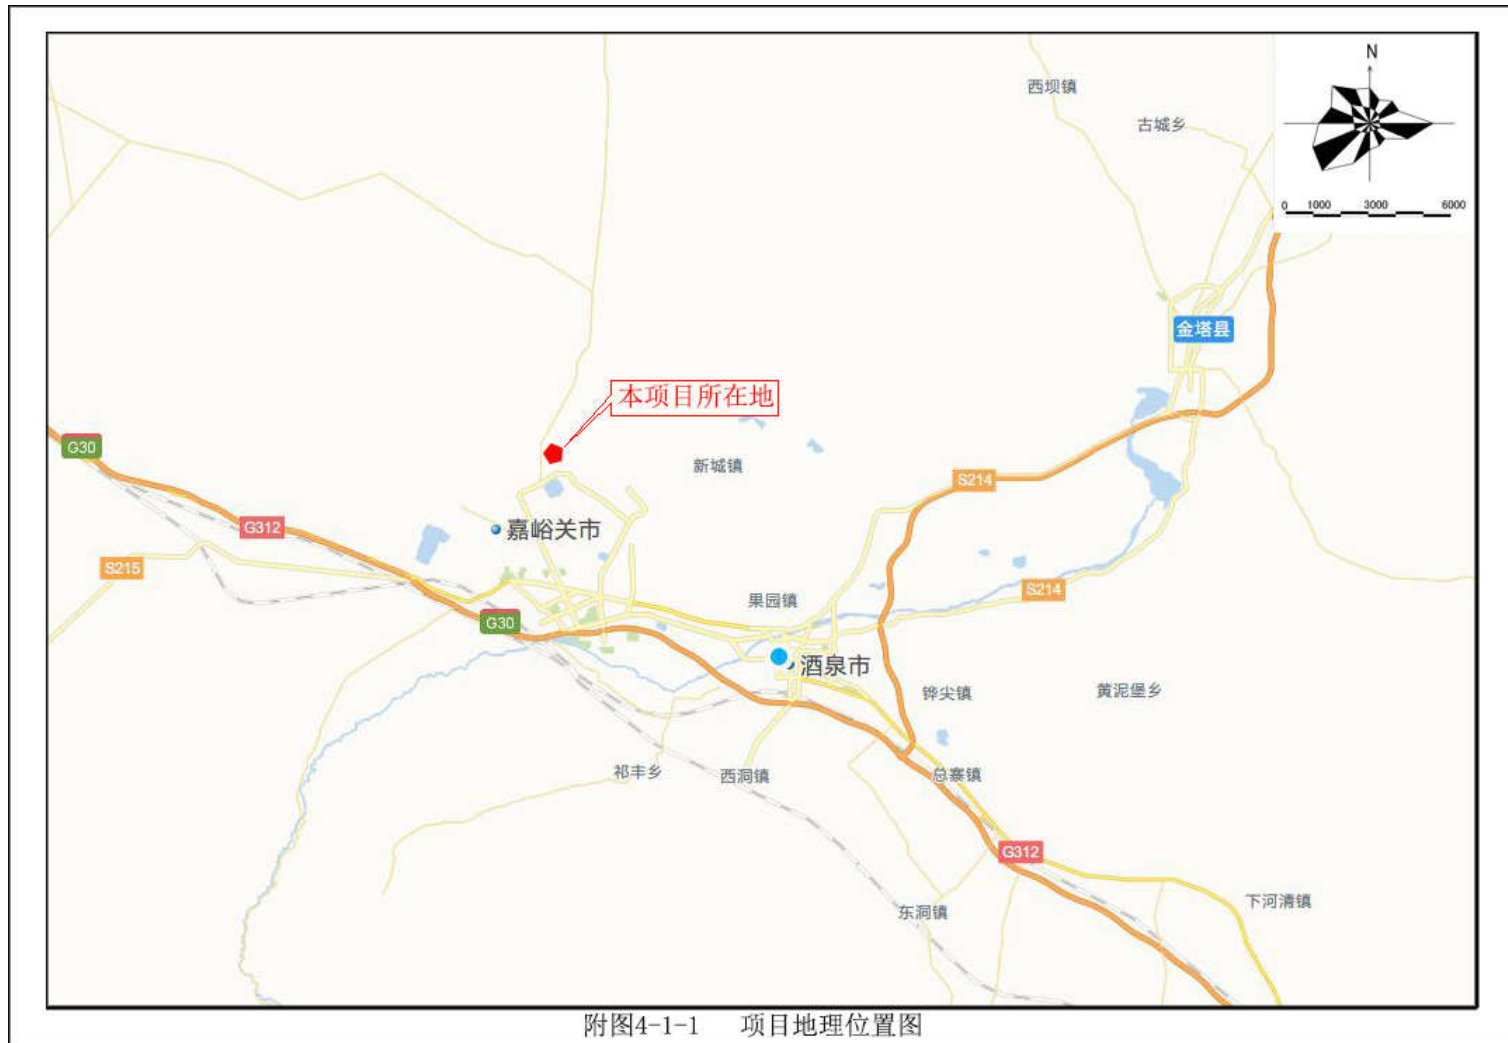 N
西坝镇
古城乡
0 1000 3000 6000
金塔县
本项目所在地
G30
新城镇
S214
G312
嘉峪关市
S215
S214
果园镇
G30
酒泉市
铧尖镇
黄泥堡乡
祁丰乡
西洞镇
总寨镇
G312
下河清镇
东洞镇
附图4-1-1 项目地理位置图